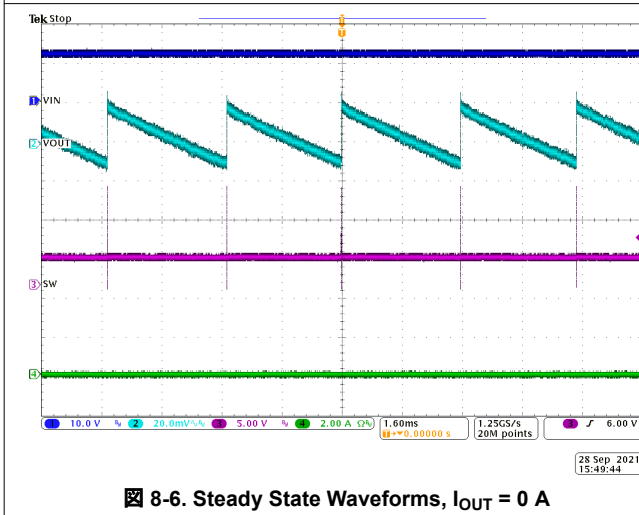 Tek Stop
T
T
1 VIN
2 VOUT
3 SW
4
1 10.0 V 2 20.0mV 3 5.00 V 4 2.00 A Ω
1.60ms
T→▼0.00000 s
1.25GS/s
20M points
3 ʃ 6.00 V
28 Sep 2021
15:49:44
図 8-6. Steady State Waveforms, IOUT = 0 A